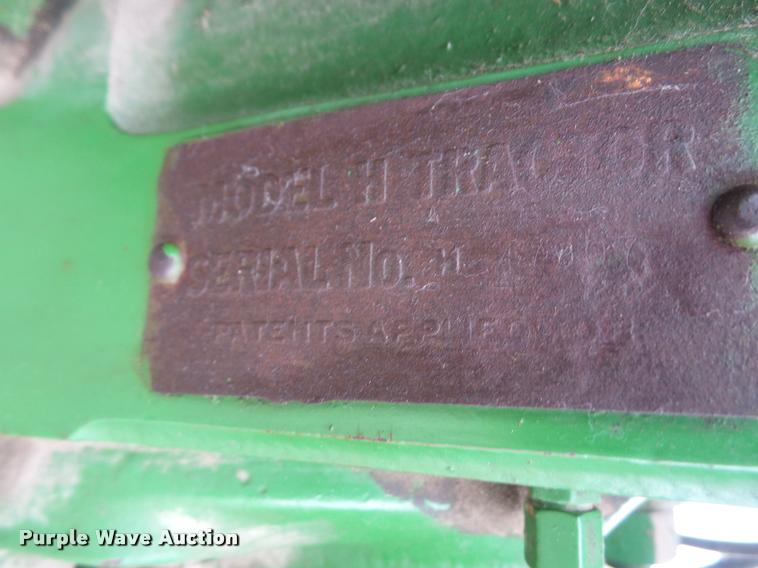 MODEL H TRACTOR
SERIAL No. H
PATENTS APPLIED FOR
Purple Wave Auction